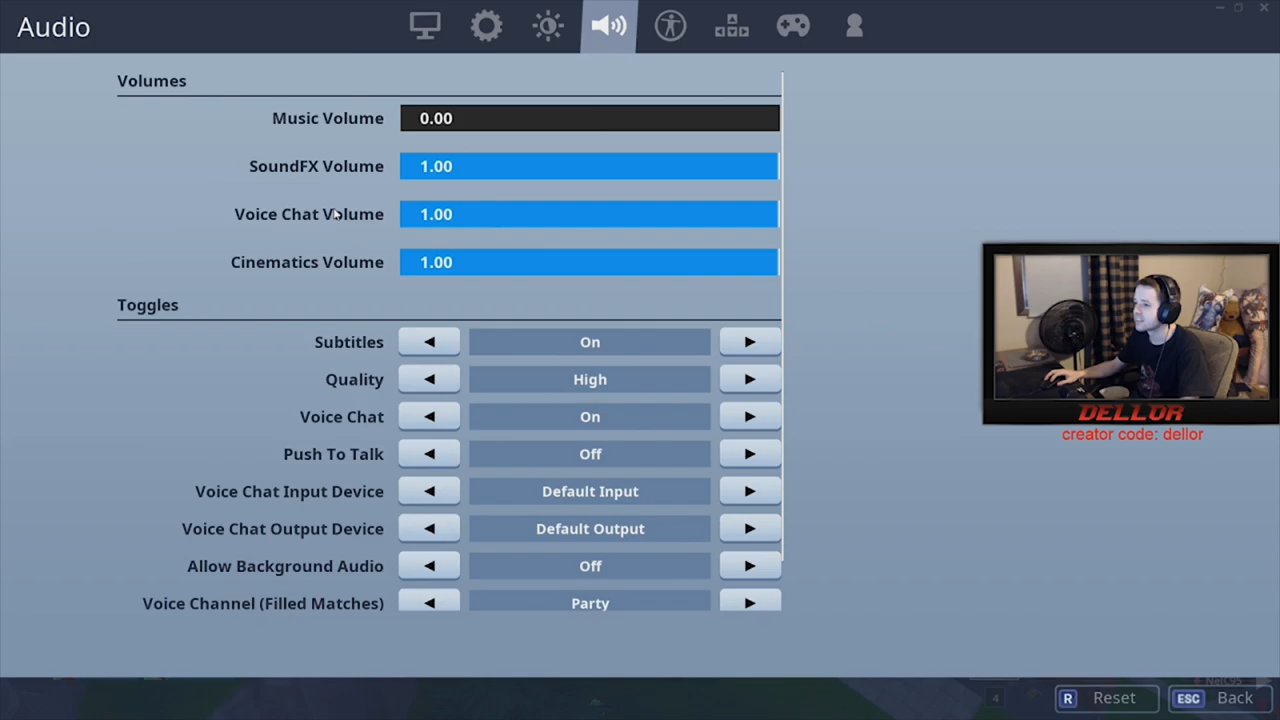 Audio
Volumes
Music Volume 0.00
SoundFX Volume 1.00
Voice Chat Volume 1.00
Cinematics Volume 1.00
Toggles
Subtitles On
Quality High
Voice Chat On
Push To Talk Off
Voice Chat Input Device Default Input
Voice Chat Output Device Default Output
Allow Background Audio Off
Voice Channel (Filled Matches) Party
DELLOR
creator code: dellor
4
R Reset ESC Back